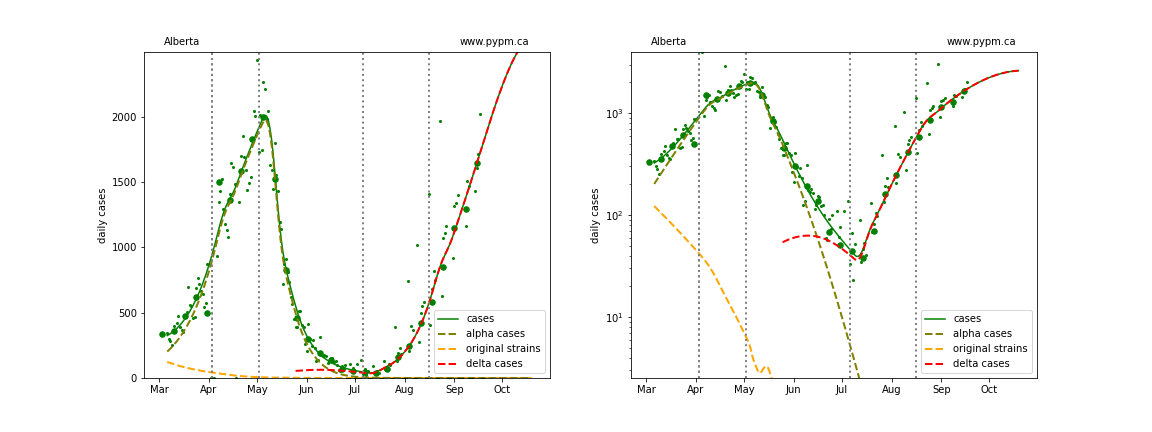 Alberta
www.pypm.ca
daily cases
2000
1500
1000
500
0
Mar
Apr
May
Jun
Jul
Aug
Sep
Oct
cases
alpha cases
original strains
delta cases
Alberta
www.pypm.ca
daily cases
10³
10²
10¹
Mar
Apr
May
Jun
Jul
Aug
Sep
Oct
cases
alpha cases
original strains
delta cases